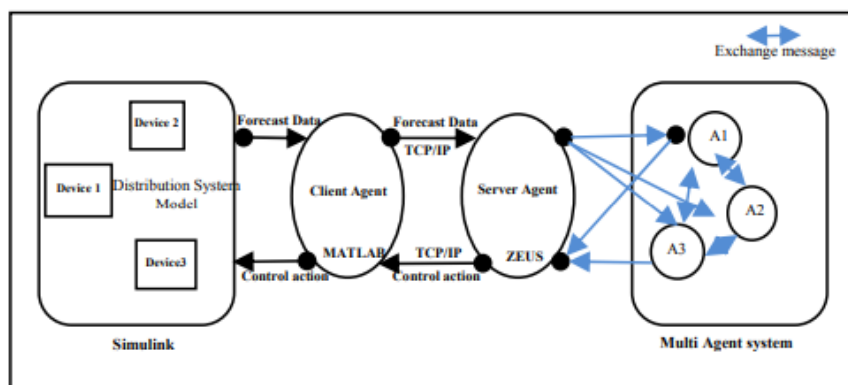 Exchange message
Device 2
Device 1
Distribution System
Model
Device3
Simulink
Forecast Data
Control action
Client Agent
MATLAB
Forecast Data
TCP/IP
TCP/IP
Control action
Server Agent
ZEUS
A1
A2
A3
Multi Agent system